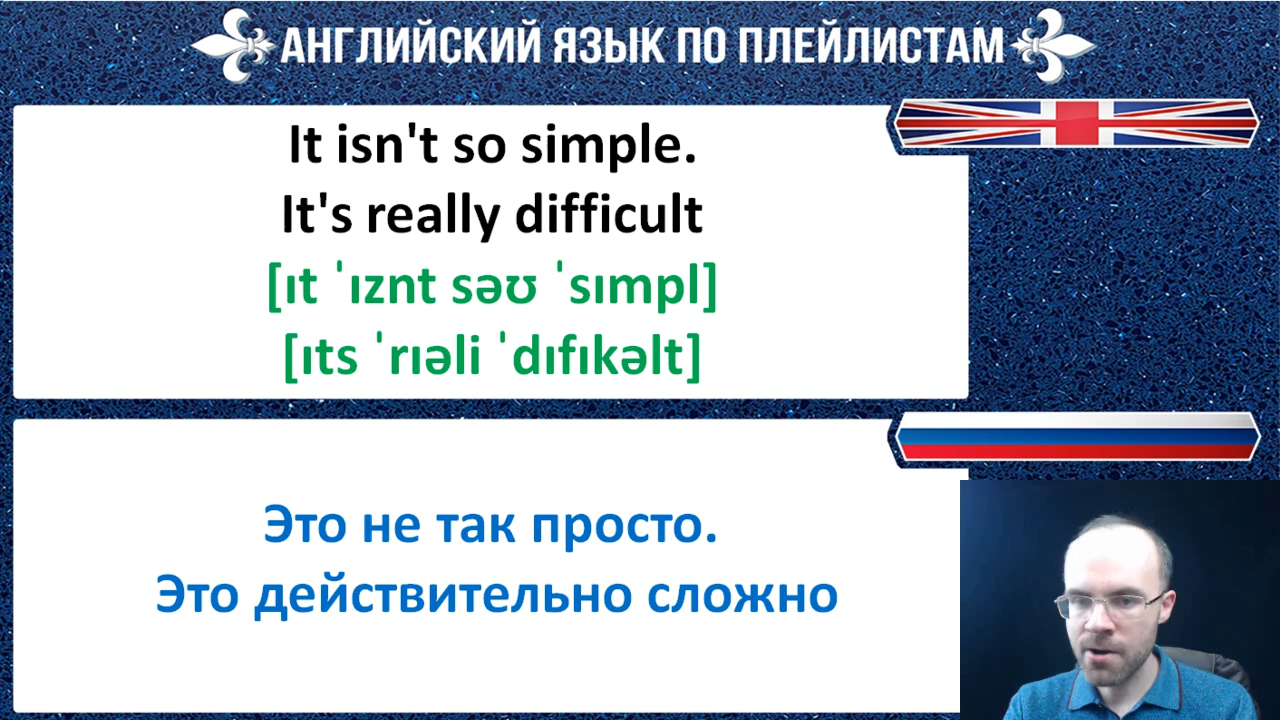 АНГЛИЙСКИЙ ЯЗЫК ПО ПЛЕЙЛИСТАМ
It isn't so simple.
It's really difficult
[ɪt ˈɪznt səʊ ˈsɪmpl]
[ɪts ˈrɪəli ˈdɪfɪkəlt]
Это не так просто.
Это действительно сложно